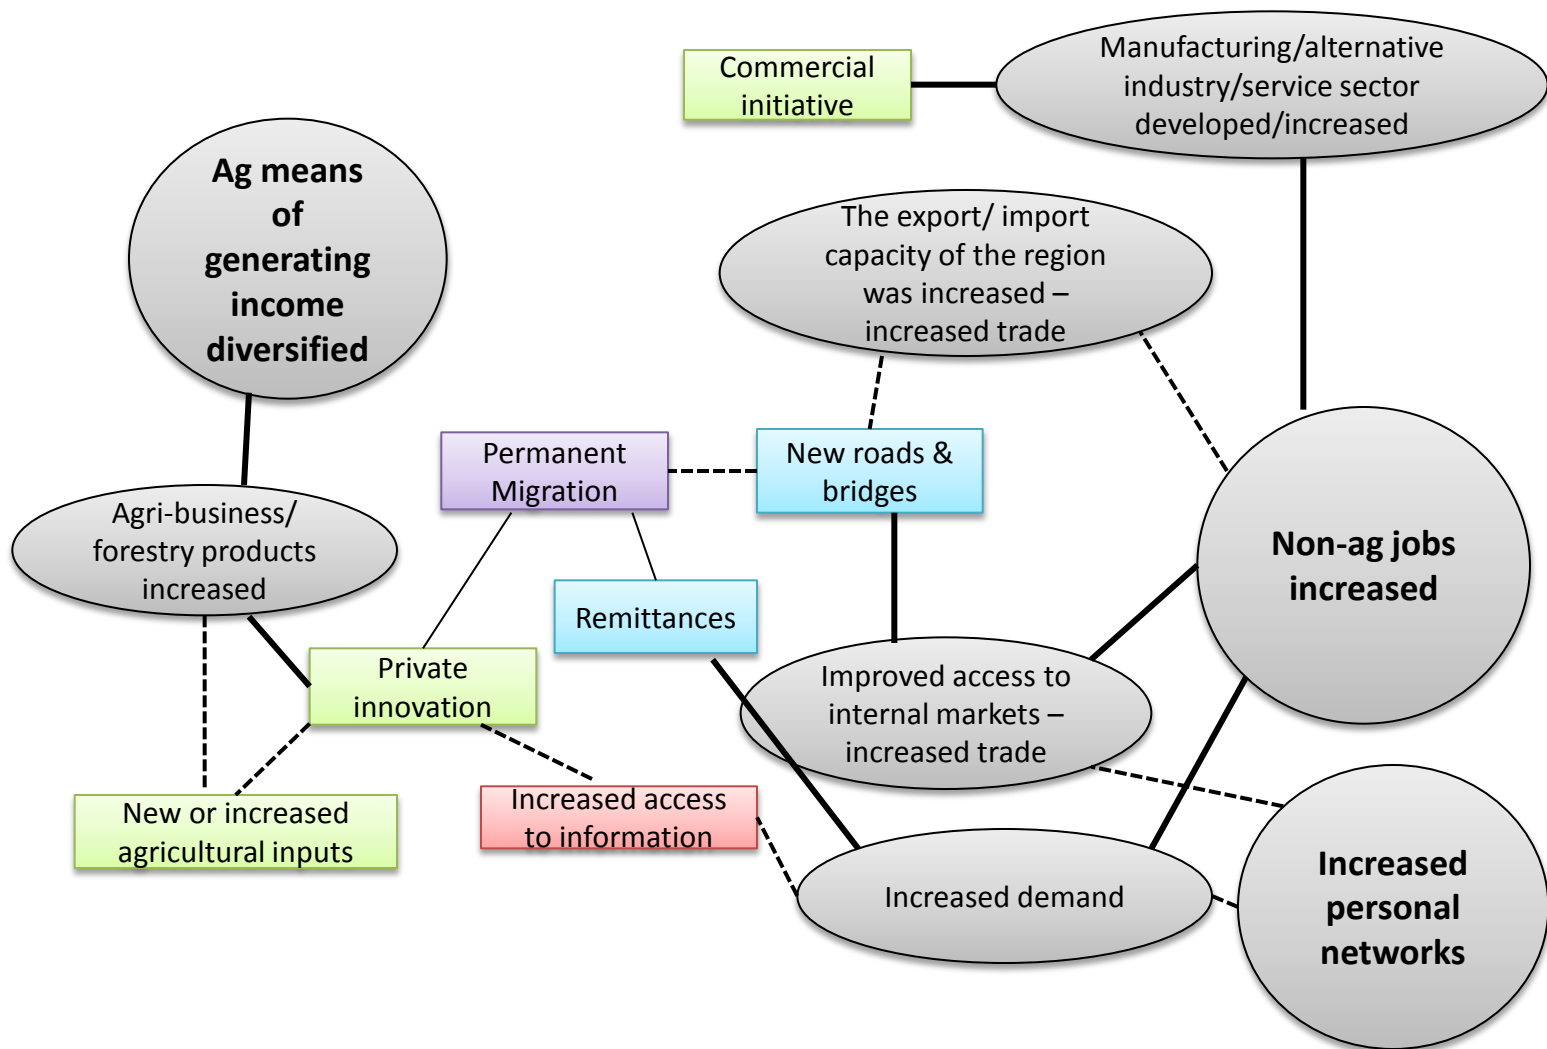 Commercial
initiative
Manufacturing/alternative
industry/service sector
developed/increased
Ag means
of
generating
income
diversified
The export/ import
capacity of the region
was increased –
increased trade
Permanent
Migration
New roads &
bridges
Agri-business/
forestry products
increased
Non-ag jobs
increased
Remittances
Private
innovation
Improved access to
internal markets –
increased trade
New or increased
agricultural inputs
Increased access
to information
Increased demand
Increased
personal
networks